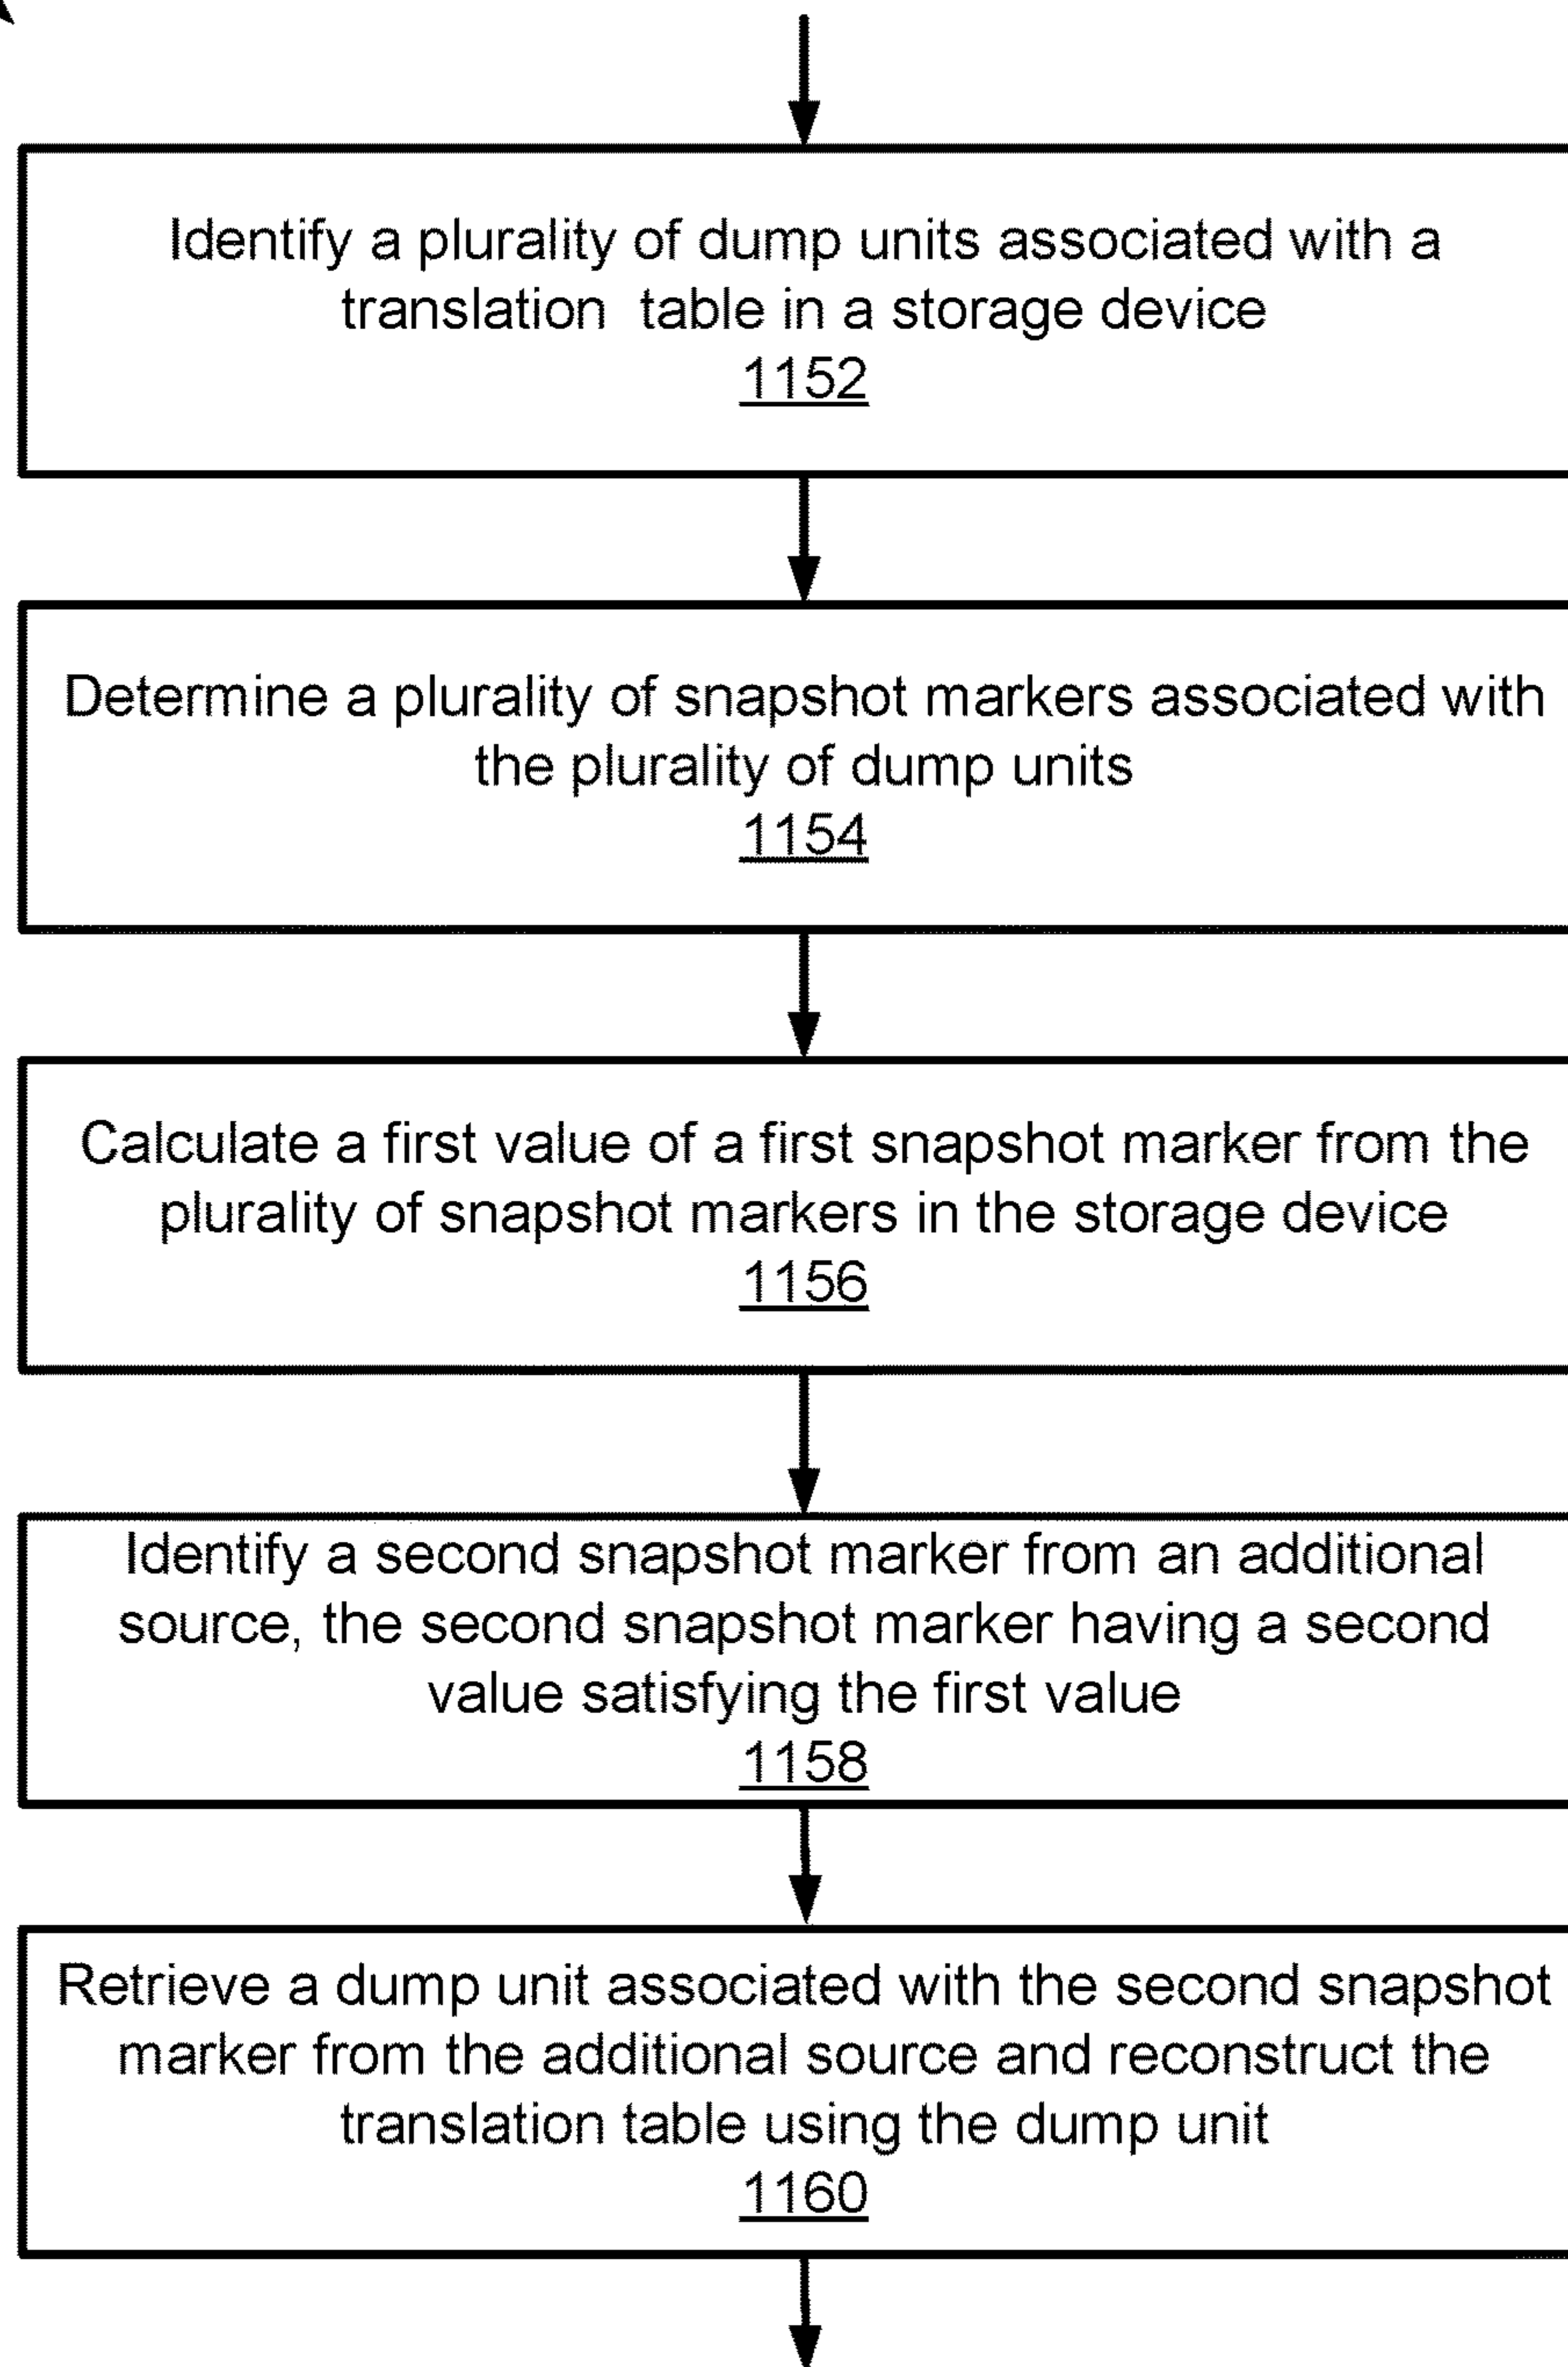 Identify a plurality of dump units associated with a
translation table in a storage device
1152
Determine a plurality of snapshot markers associated with
the plurality of dump units
1154
Calculate a first value of a first snapshot marker from the
plurality of snapshot markers in the storage device
1156
Identify a second snapshot marker from an additional
source, the second snapshot marker having a second
value satisfying the first value
1158
Retrieve a dump unit associated with the second snapshot
marker from the additional source and reconstruct the
translation table using the dump unit
1160